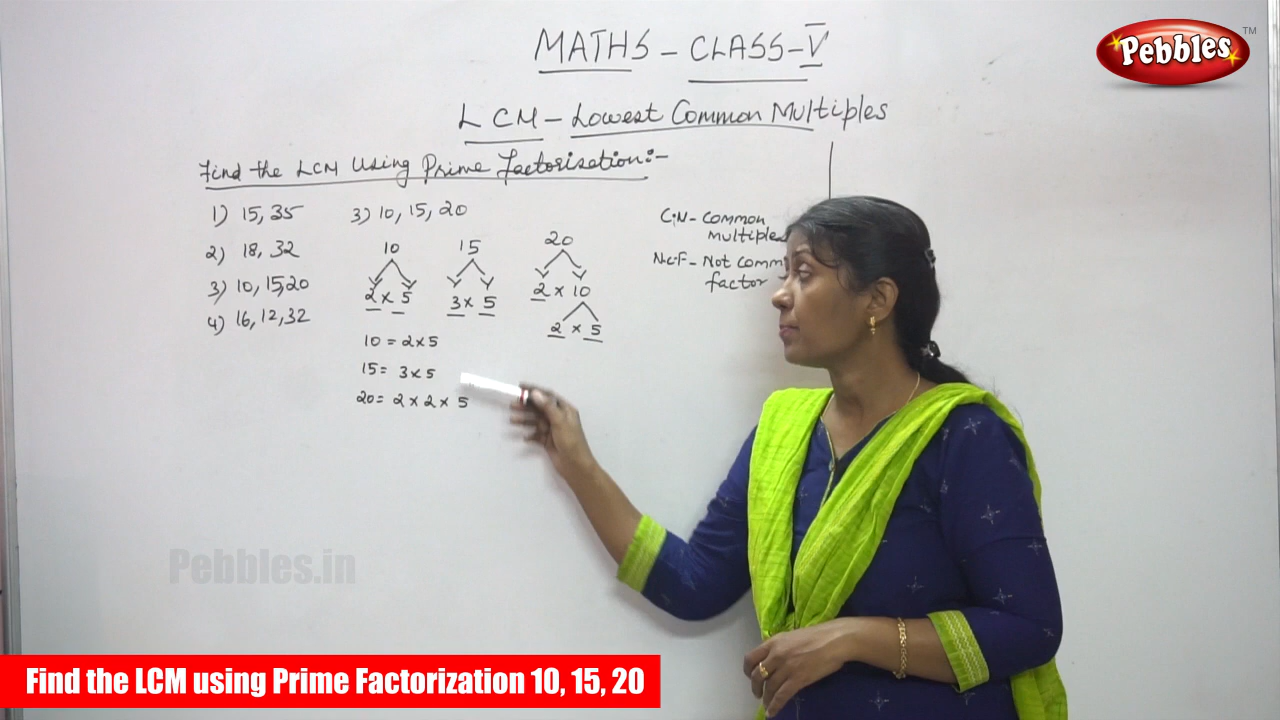 MATHS - CLASS - V
Pebbles TM
LCM - Lowest Common Multiples
Find the LCM Using Prime Factorisation:-
1) 15, 35
2) 18, 32
3) 10, 15, 20
4) 16, 12, 32
3) 10, 15, 20
10 15 20
2 × 5 3 × 5 2 × 10
2 × 5
10 = 2×5
15 = 3×5
20 = 2 × 2 × 5
C.N - Common
multiples
N.C.F - Not Comm
factor
Pebbles.in
Find the LCM using Prime Factorization 10, 15, 20